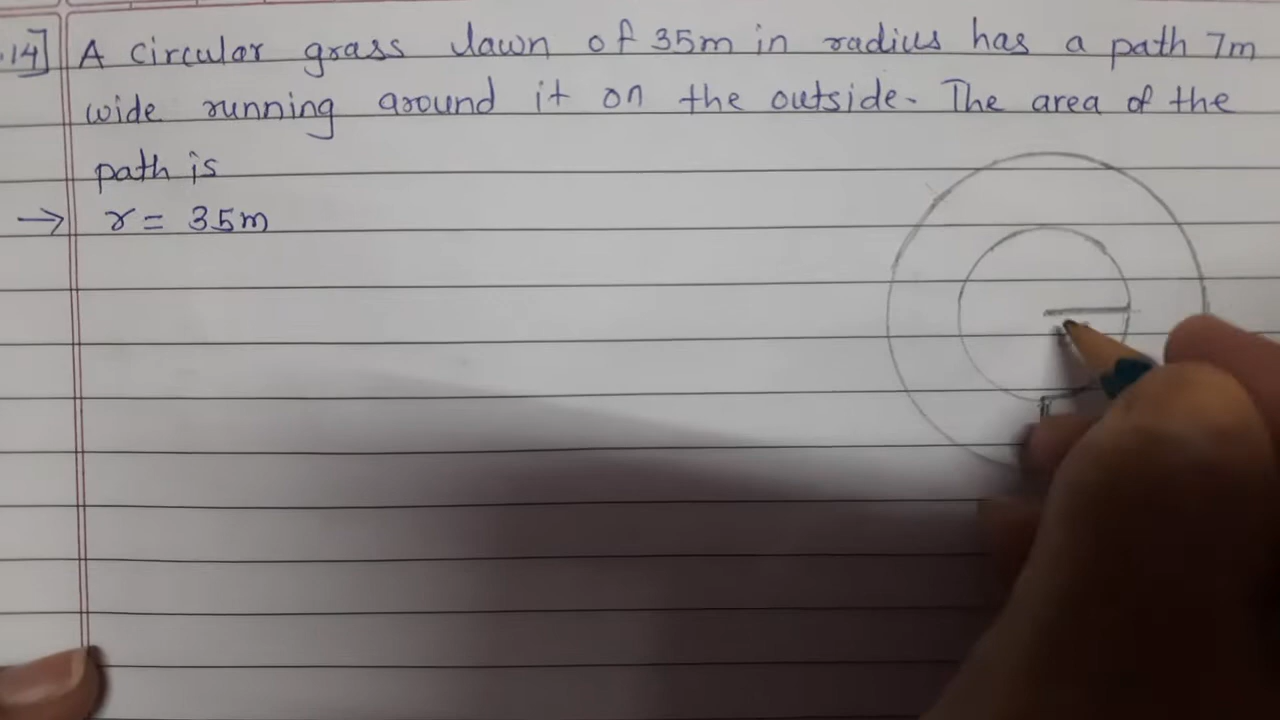 .14] A circular grass lawn of 35m in radius has a path 7m
wide running around it on the outside. The area of the
path is
→ r = 35m